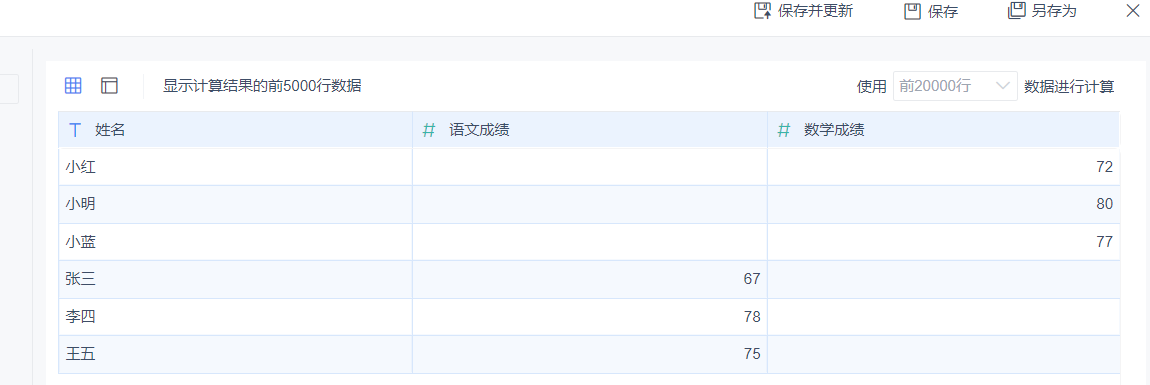 保存并更新 保存 另存为
显示计算结果的前5000行数据 使用 前20000行 数据进行计算
T 姓名 # 语文成绩 # 数学成绩
小红 72
小明 80
小蓝 77
张三 67
李四 78
王五 75